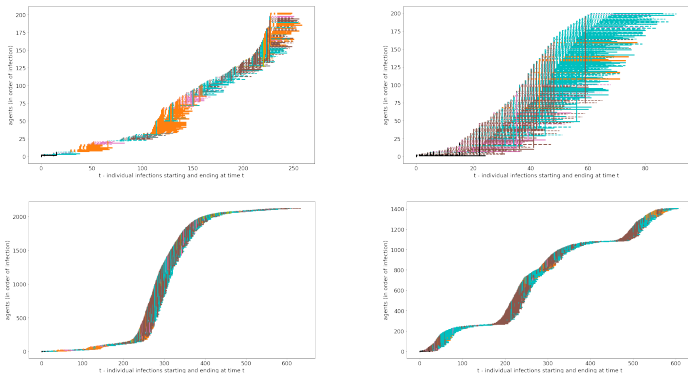 200
175
150
125
100
75
50
25
0
agents (in order of infection)
0 50 100 150 200 250
t - individual infections starting and ending at time t
200
175
150
125
100
75
50
25
0
agents (in order of infection)
0 20 40 60 80
t - individual infections starting and ending at time t
2000
1500
1000
500
0
agents (in order of infection)
0 100 200 300 400 500 600
t - individual infections starting and ending at time t
1400
1200
1000
800
600
400
200
0
agents (in order of infection)
0 100 200 300 400 500 600
t - individual infections starting and ending at time t